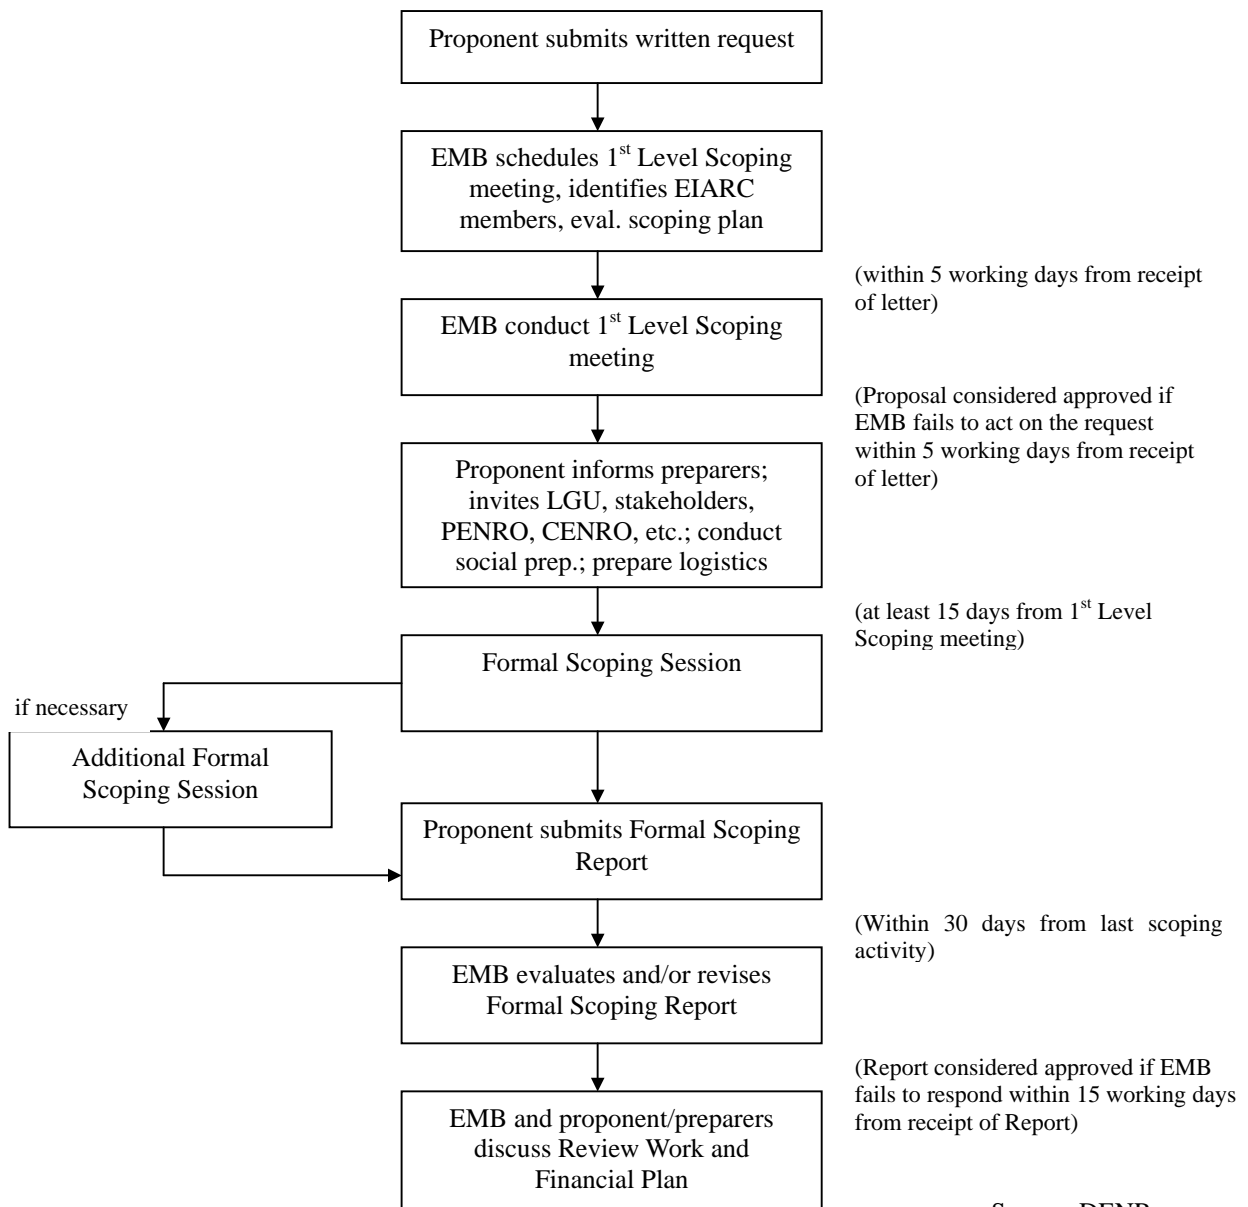 Proponent submits written request
EMB schedules 1st Level Scoping
meeting, identifies EIARC
members, eval. scoping plan
(within 5 working days from receipt
of letter)
EMB conduct 1st Level Scoping
meeting
(Proposal considered approved if
EMB fails to act on the request
within 5 working days from receipt
of letter)
Proponent informs preparers;
invites LGU, stakeholders,
PENRO, CENRO, etc.; conduct
social prep.; prepare logistics
(at least 15 days from 1st Level
Scoping meeting)
Formal Scoping Session
if necessary
Additional Formal
Scoping Session
Proponent submits Formal Scoping
Report
(Within 30 days from last scoping
activity)
EMB evaluates and/or revises
Formal Scoping Report
(Report considered approved if EMB
fails to respond within 15 working days
from receipt of Report)
EMB and proponent/preparers
discuss Review Work and
Financial Plan